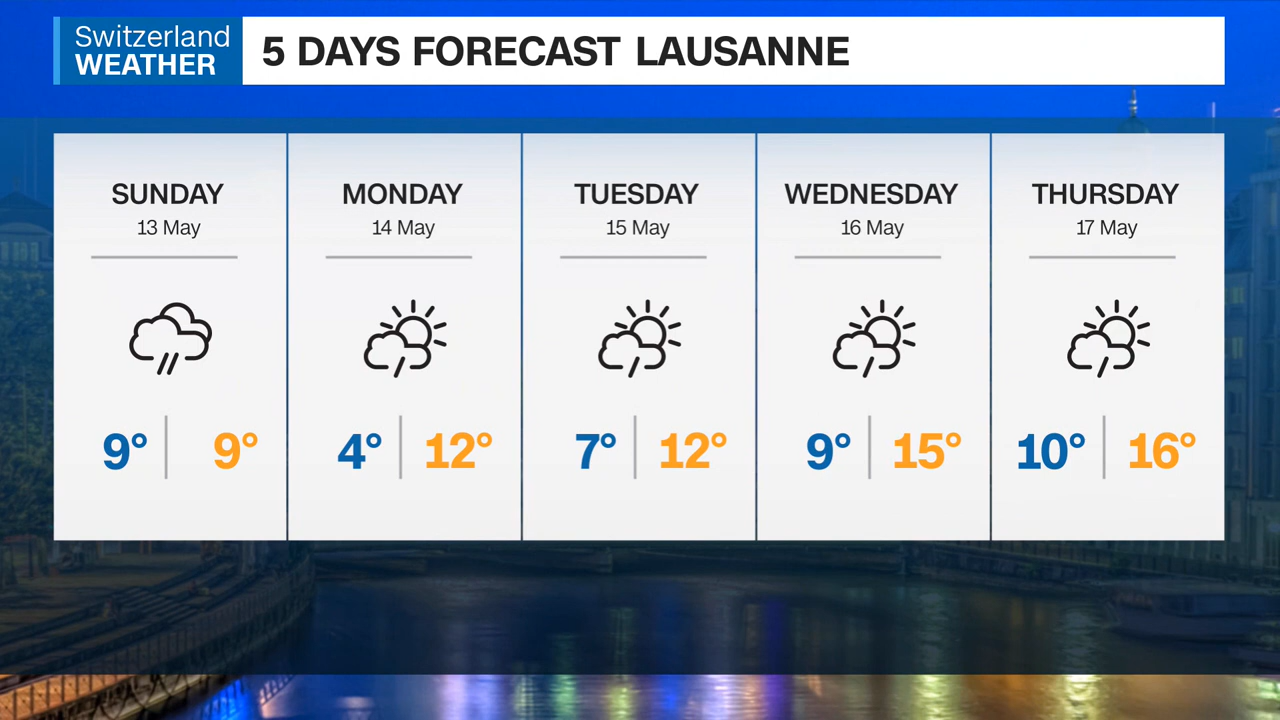 Switzerland
WEATHER
5 DAYS FORECAST LAUSANNE
SUNDAY
13 May
9° 9°
MONDAY
14 May
4° 12°
TUESDAY
15 May
7° 12°
WEDNESDAY
16 May
9° 15°
THURSDAY
17 May
10° 16°